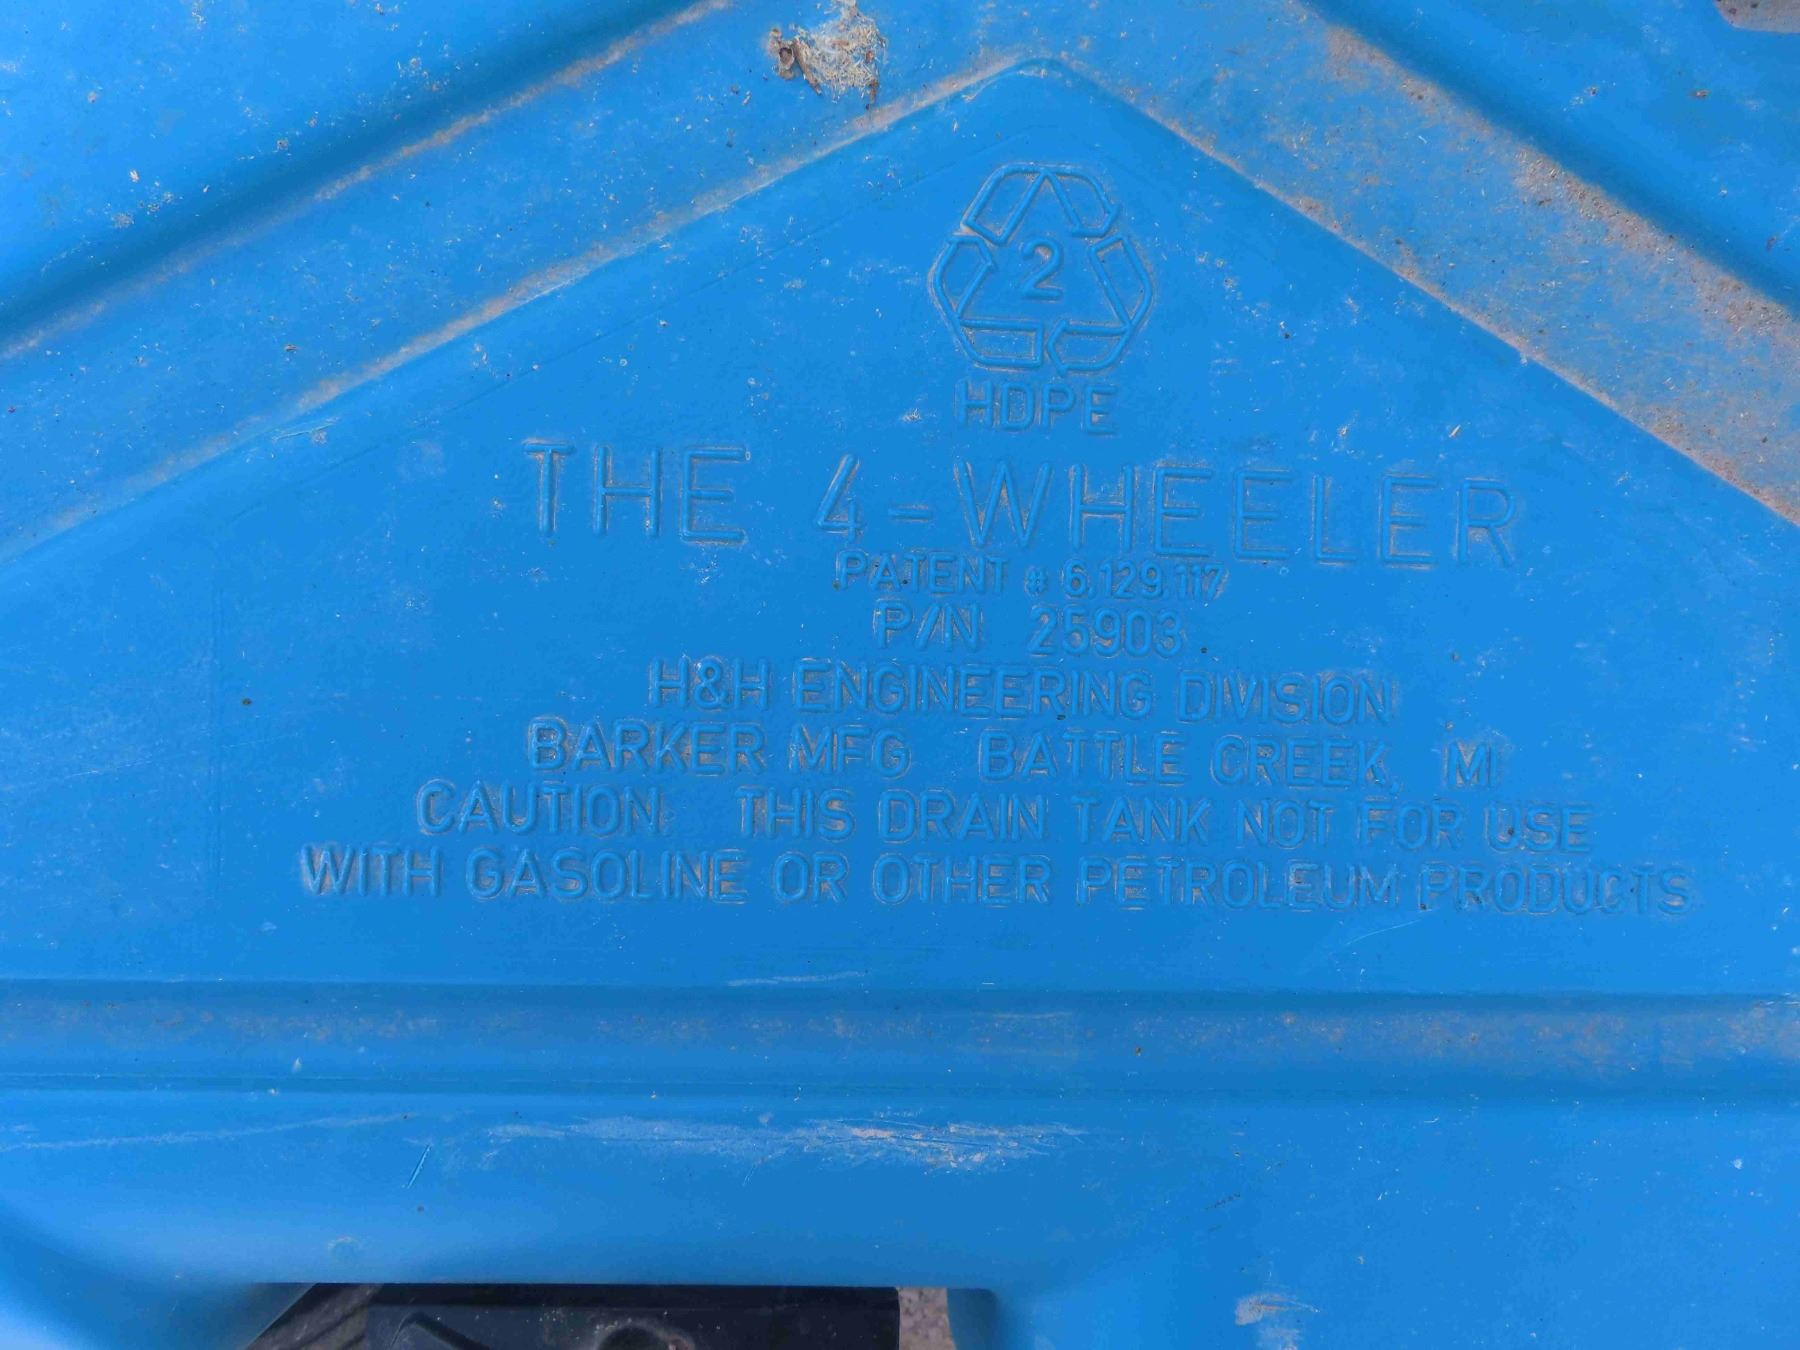 2
HDPE
THE 4-WHEELER
PATENT # 6,129,117
P/N 25903
H&H ENGINEERING DIVISION
BARKER MFG BATTLE CREEK, MI
CAUTION: THIS DRAIN TANK NOT FOR USE
WITH GASOLINE OR OTHER PETROLEUM PRODUCTS